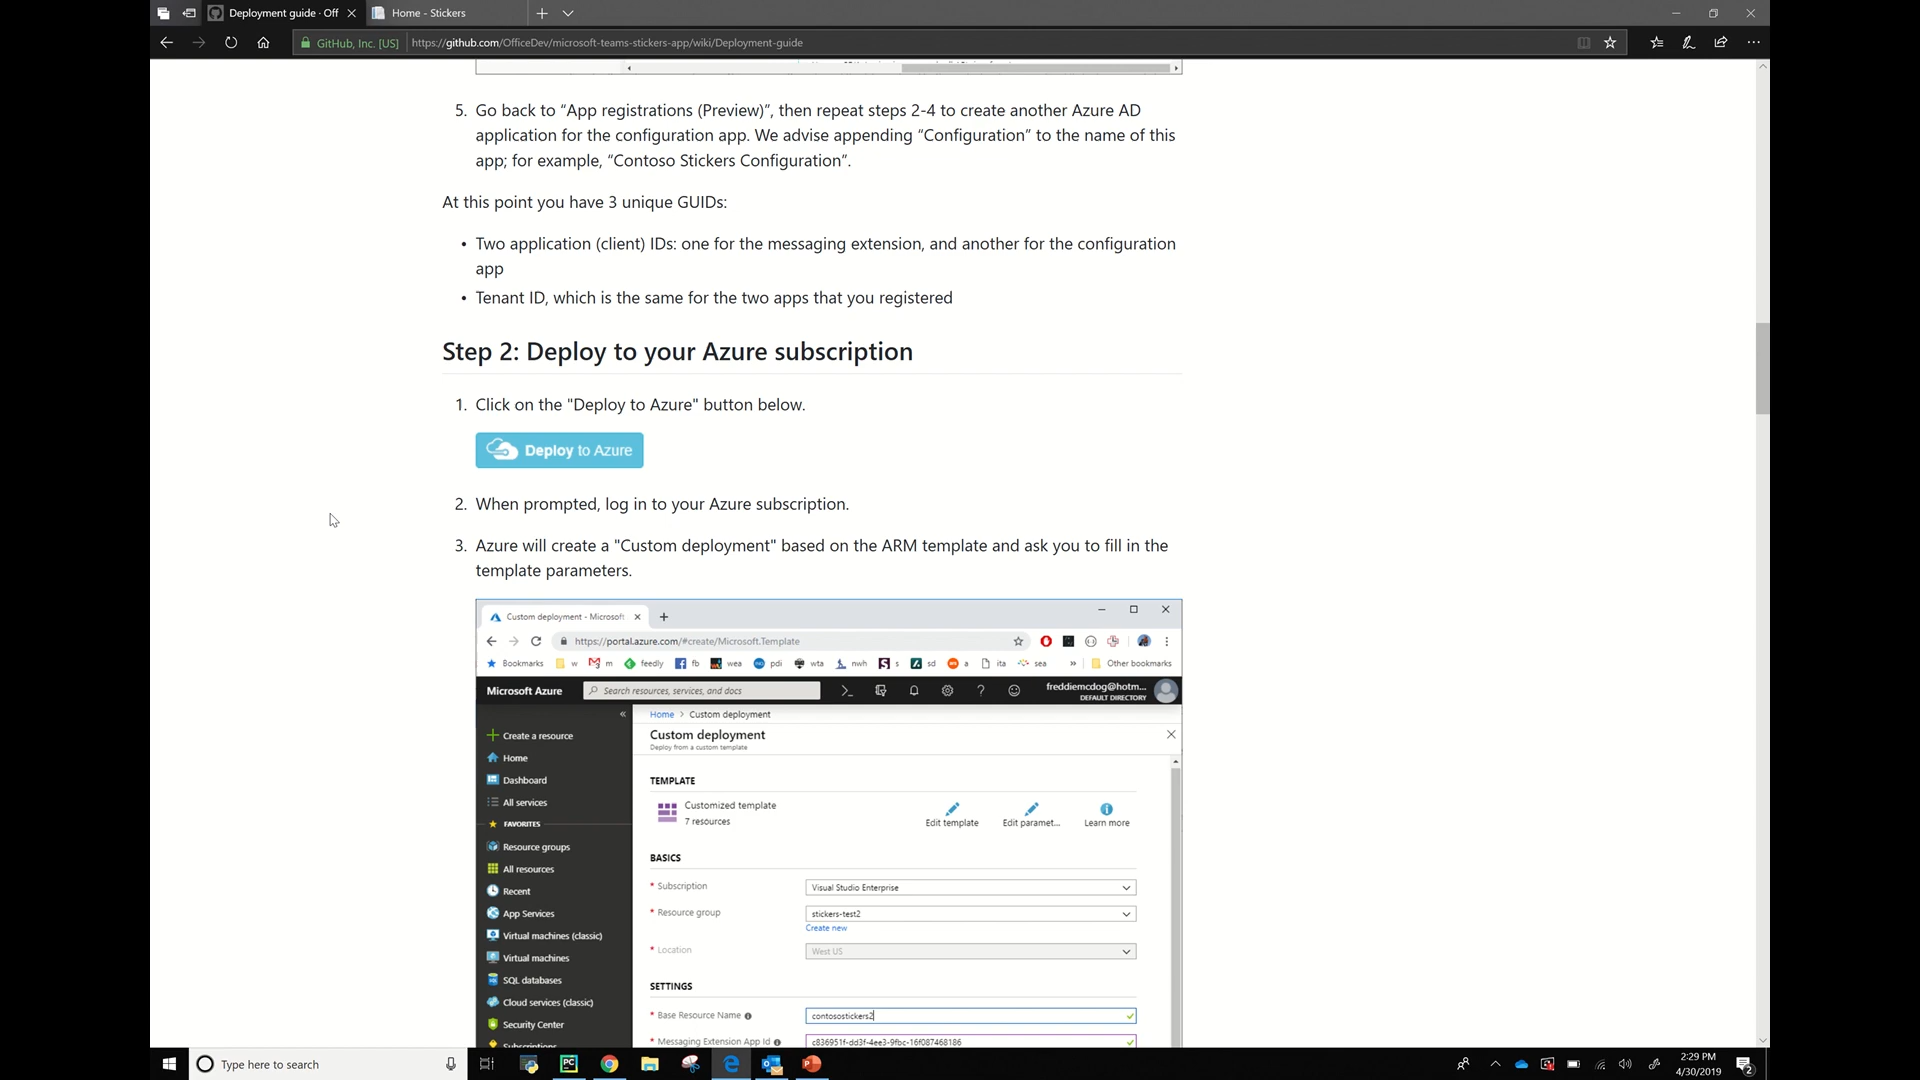 Deployment guide · Off
Home - Stickers
GitHub, Inc. [US]
https://github.com/OfficeDev/microsoft-teams-stickers-app/wiki/Deployment-guide
5. Go back to “App registrations (Preview)”, then repeat steps 2-4 to create another Azure AD
application for the configuration app. We advise appending “Configuration” to the name of this
app; for example, “Contoso Stickers Configuration”.
At this point you have 3 unique GUIDs:
• Two application (client) IDs: one for the messaging extension, and another for the configuration
app
• Tenant ID, which is the same for the two apps that you registered
Step 2: Deploy to your Azure subscription
1. Click on the "Deploy to Azure" button below.
Deploy to Azure
2. When prompted, log in to your Azure subscription.
3. Azure will create a "Custom deployment" based on the ARM template and ask you to fill in the
template parameters.
Custom deployment - Microsoft
https://portal.azure.com/#create/Microsoft.Template
Bookmarks w m feedly fb wea pdi wta nwh s sd a ita sea » Other bookmarks
Microsoft Azure
Search resources, services, and docs
freddiemcdog@hotm...
DEFAULT DIRECTORY
Create a resource
Home
Dashboard
All services
FAVORITES
Resource groups
All resources
Recent
App Services
Virtual machines (classic)
Virtual machines
SQL databases
Cloud services (classic)
Security Center
Subscriptions
Home > Custom deployment
Custom deployment
Deploy from a custom template
TEMPLATE
Customized template
7 resources
Edit template
Edit paramet...
Learn more
BASICS
* Subscription
Visual Studio Enterprise
* Resource group
stickers-test2
Create new
* Location
West US
SETTINGS
* Base Resource Name
contosostickers2
* Messaging Extension App Id
c836951f-dd3f-4ee3-9fbc-16f087468186
Type here to search
2:29 PM
4/30/2019
2